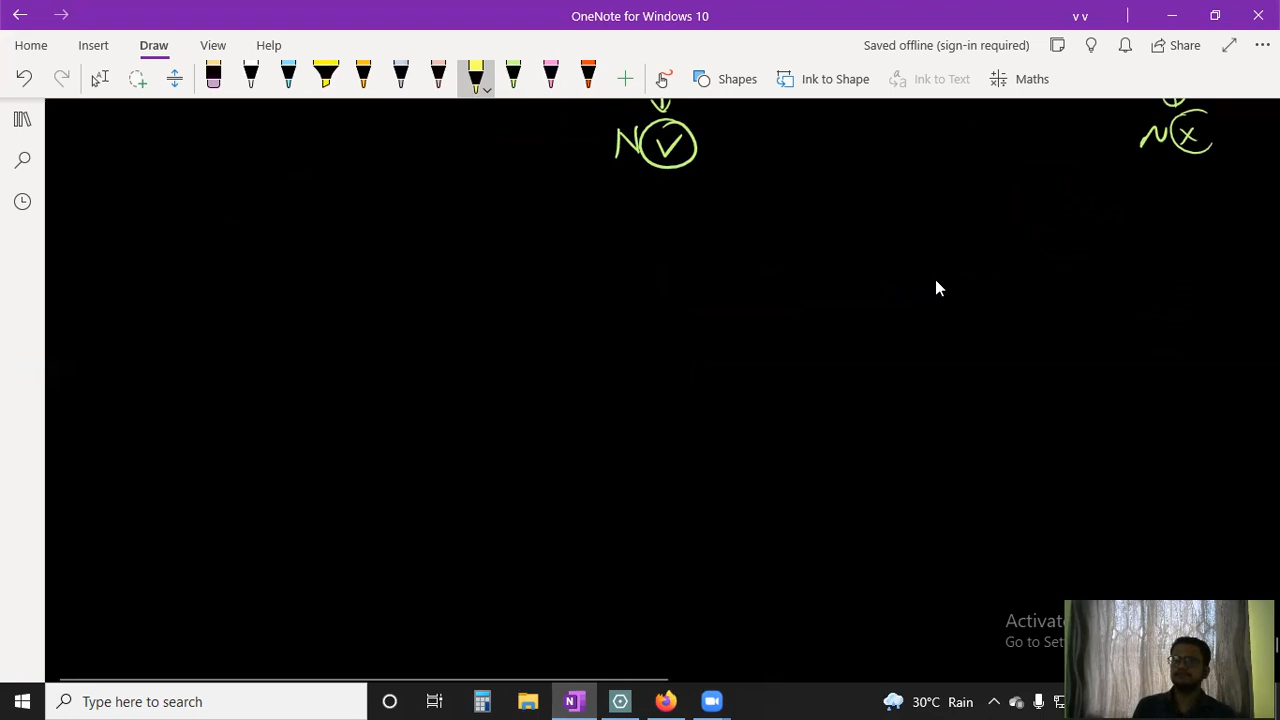 OneNote for Windows 10
v v
Home Insert Draw View Help
Saved offline (sign-in required)
Share
Shapes Ink to Shape Ink to Text Maths
N ✓
N x
Activat
Go to Set
Type here to search
30°C Rain